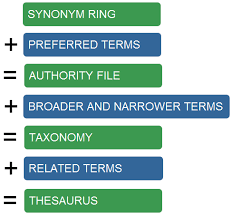 SYNONYM RING
+ PREFERRED TERMS
= AUTHORITY FILE
+ BROADER AND NARROWER TERMS
= TAXONOMY
+ RELATED TERMS
= THESAURUS